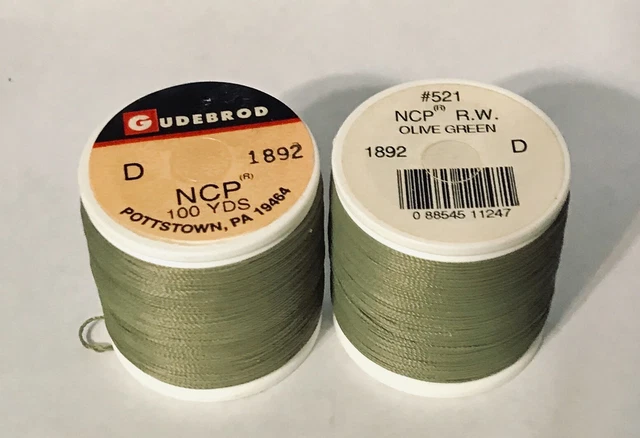 GUDEBROD
D 1892
NCP (R)
100 YDS
POTTSTOWN, PA 19464
#521
NCP (R) R.W.
OLIVE GREEN
1892 D
0 88545 11247